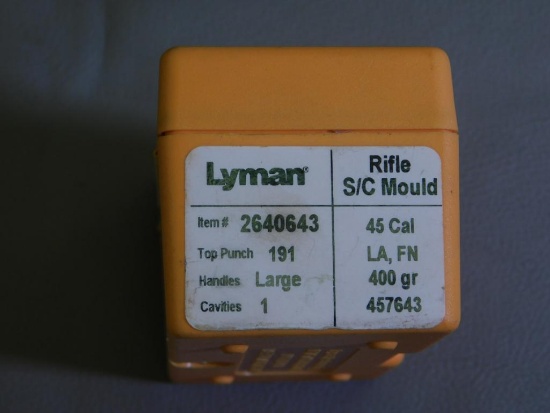 Lyman®
Item # 2640643
Top Punch 191
Handles Large
Cavities 1
Rifle
S/C Mould
45 Cal
LA, FN
400 gr
457643